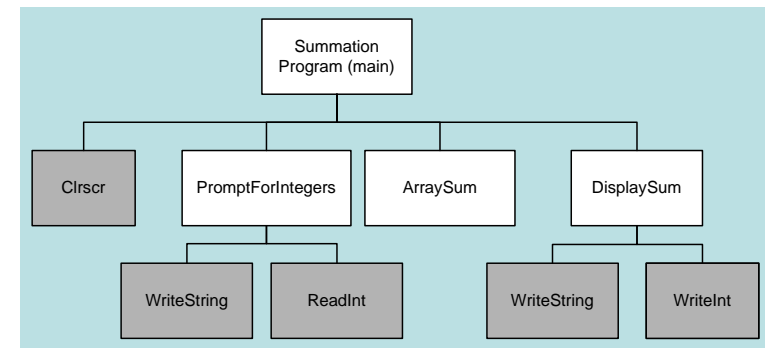 Summation
Program (main)
Clrscr
PromptForIntegers
ArraySum
DisplaySum
WriteString
ReadInt
WriteString
WriteInt